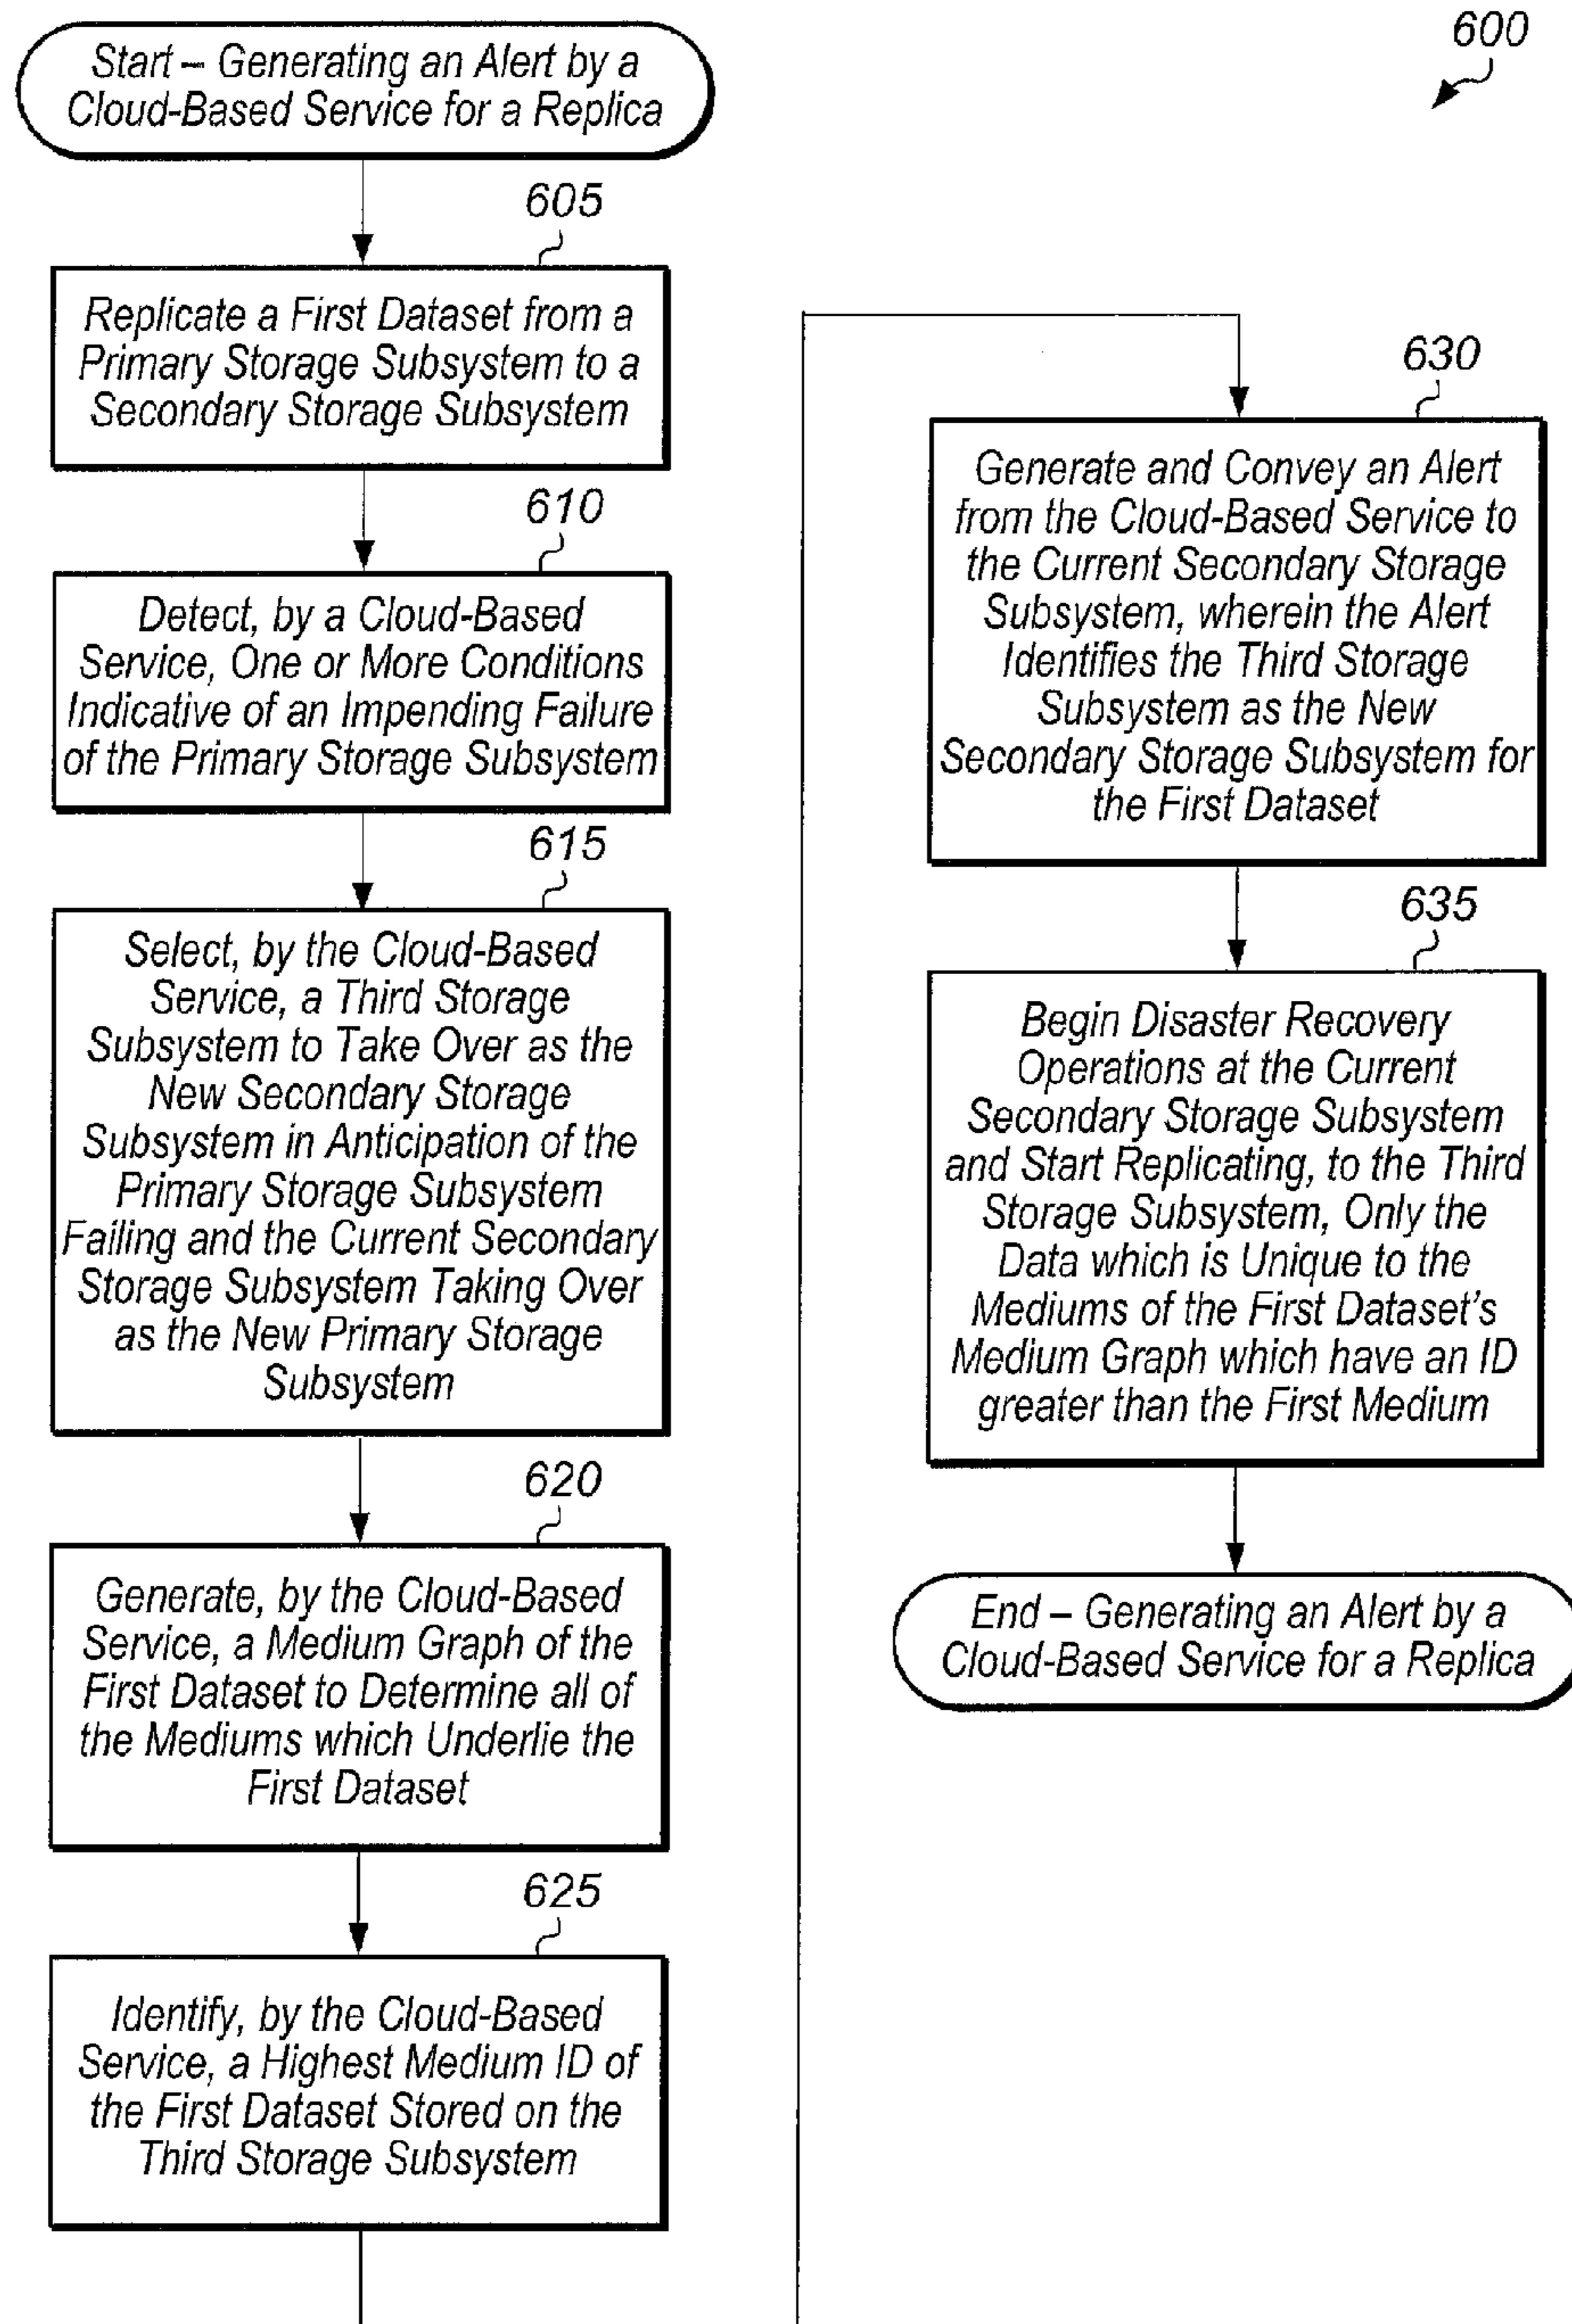 600
Start – Generating an Alert by a
Cloud-Based Service for a Replica
605
Replicate a First Dataset from a
Primary Storage Subsystem to a
Secondary Storage Subsystem
610
Detect, by a Cloud-Based
Service, One or More Conditions
Indicative of an Impending Failure
of the Primary Storage Subsystem
615
Select, by the Cloud-Based
Service, a Third Storage
Subsystem to Take Over as the
New Secondary Storage
Subsystem in Anticipation of the
Primary Storage Subsystem
Failing and the Current Secondary
Storage Subsystem Taking Over
as the New Primary Storage
Subsystem
620
Generate, by the Cloud-Based
Service, a Medium Graph of the
First Dataset to Determine all of
the Mediums which Underlie the
First Dataset
625
Identify, by the Cloud-Based
Service, a Highest Medium ID of
the First Dataset Stored on the
Third Storage Subsystem
630
Generate and Convey an Alert
from the Cloud-Based Service to
the Current Secondary Storage
Subsystem, wherein the Alert
Identifies the Third Storage
Subsystem as the New
Secondary Storage Subsystem for
the First Dataset
635
Begin Disaster Recovery
Operations at the Current
Secondary Storage Subsystem
and Start Replicating, to the Third
Storage Subsystem, Only the
Data which is Unique to the
Mediums of the First Dataset's
Medium Graph which have an ID
greater than the First Medium
End – Generating an Alert by a
Cloud-Based Service for a Replica